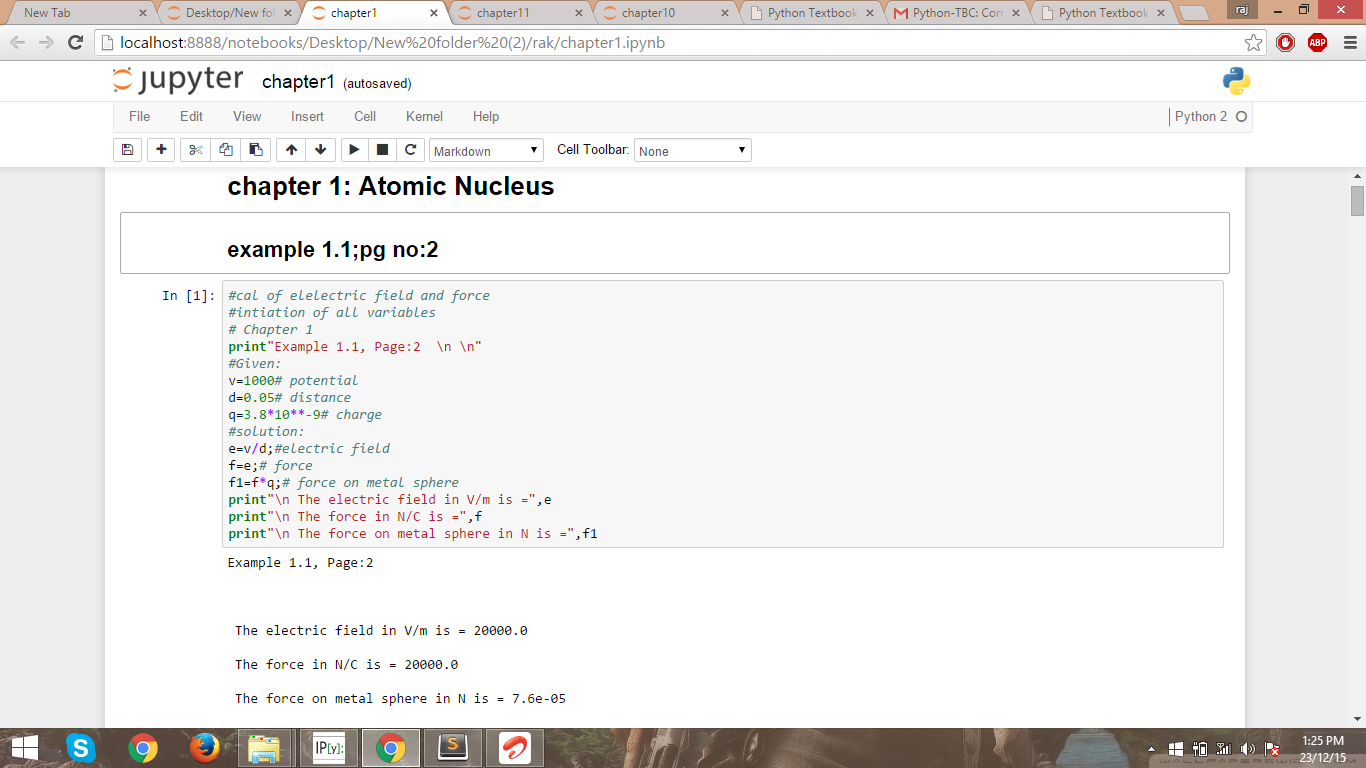 New Tab
Desktop/New fol
chapter1
chapter11
chapter10
Python Textbook
Python-TBC: Corr
Python Textbook
raj
localhost:8888/notebooks/Desktop/New%20folder%20(2)/rak/chapter1.ipynb
ABP
jupyter chapter1 (autosaved)
File Edit View Insert Cell Kernel Help Python 2
Markdown Cell Toolbar: None
chapter 1: Atomic Nucleus
example 1.1;pg no:2
In [1]: #cal of elelectric field and force
#intiation of all variables
# Chapter 1
print"Example 1.1, Page:2  \n \n"
#Given:
v=1000# potential
d=0.05# distance
q=3.8*10**-9# charge
#solution:
e=v/d;#electric field
f=e;# force
f1=f*q;# force on metal sphere
print"\n The electric field in V/m is =",e
print"\n The force in N/C is =",f
print"\n The force on metal sphere in N is =",f1
Example 1.1, Page:2
The electric field in V/m is = 20000.0
The force in N/C is = 20000.0
The force on metal sphere in N is = 7.6e-05
IP[y]:
1:25 PM
23/12/15